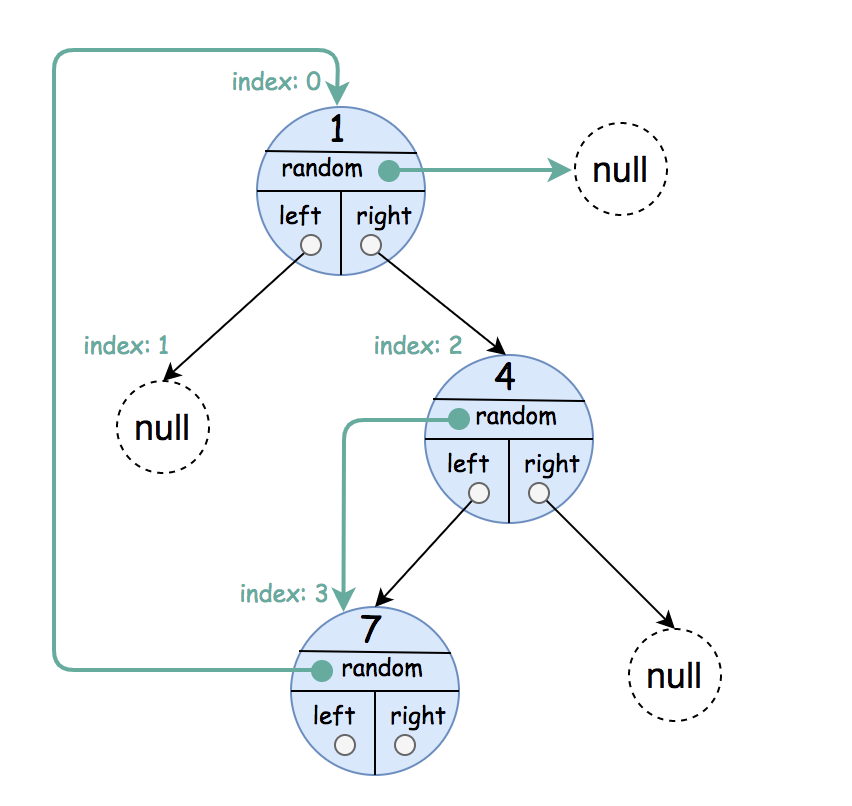 index: 0
1
random
null
left right
index: 1
index: 2
null
4
random
left right
index: 3
7
random
null
left right